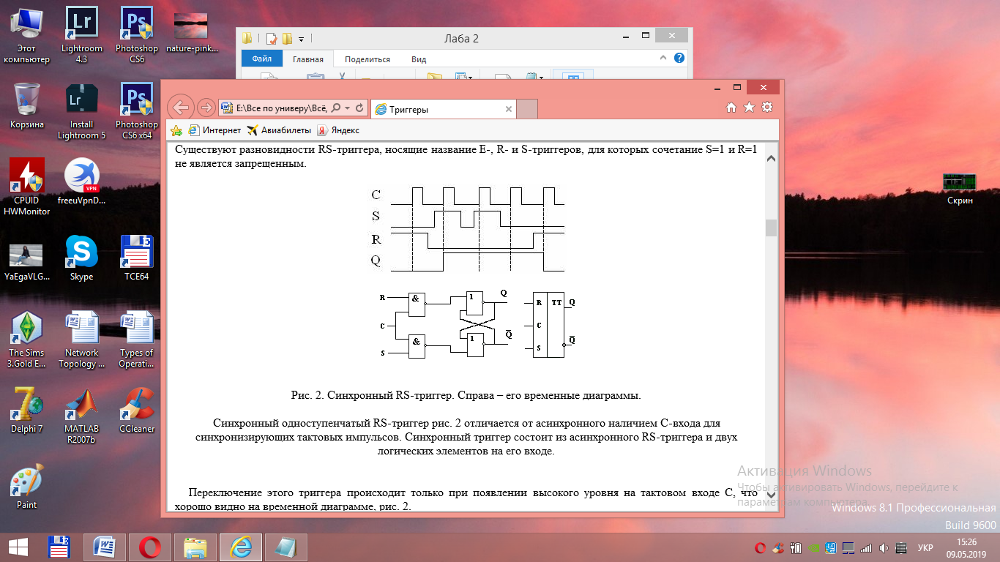 Этот
компьютер
Lightroom
4.3
Photoshop
CS6
nature-pink...
Корзина
Install
Lightroom 5
Photoshop
CS6 x64
CPUID
HWMonitor
freeuVpnD...
VPN
YaEgaVLG...
Skype
TCE64
The Sims
3.Gold E...
Network
Topology ...
Types of
Operati...
Delphi 7
MATLAB
R2007b
CCleaner
Paint
Скрин
Лаба 2
Файл
Главная
Поделиться
Вид
E:\Все по универу\Всё,
Триггеры
Интернет
Авиабилеты
Яндекс
Существуют разновидности RS-триггера, носящие название E-, R- и S-триггеров, для которых сочетание S=1 и R=1
не является запрещенным.
C
S
R
Q
R
&
1
Q
C
&
1
Q
S
R TT Q
C
S Q
Рис. 2. Синхронный RS-триггер. Справа – его временные диаграммы.
Синхронный одноступенчатый RS-триггер рис. 2 отличается от асинхронного наличием C-входа для
синхронизирующих тактовых импульсов. Синхронный триггер состоит из асинхронного RS-триггера и двух
логических элементов на его входе.
Переключение этого триггера происходит только при появлении высокого уровня на тактовом входе C, что
хорошо видно на временной диаграмме, рис. 2.
Активация Windows
Чтобы активировать Windows, перейдите к
параметрам компьютера.
Windows 8.1 Профессиональная
Build 9600
УКР
15:26
09.05.2019